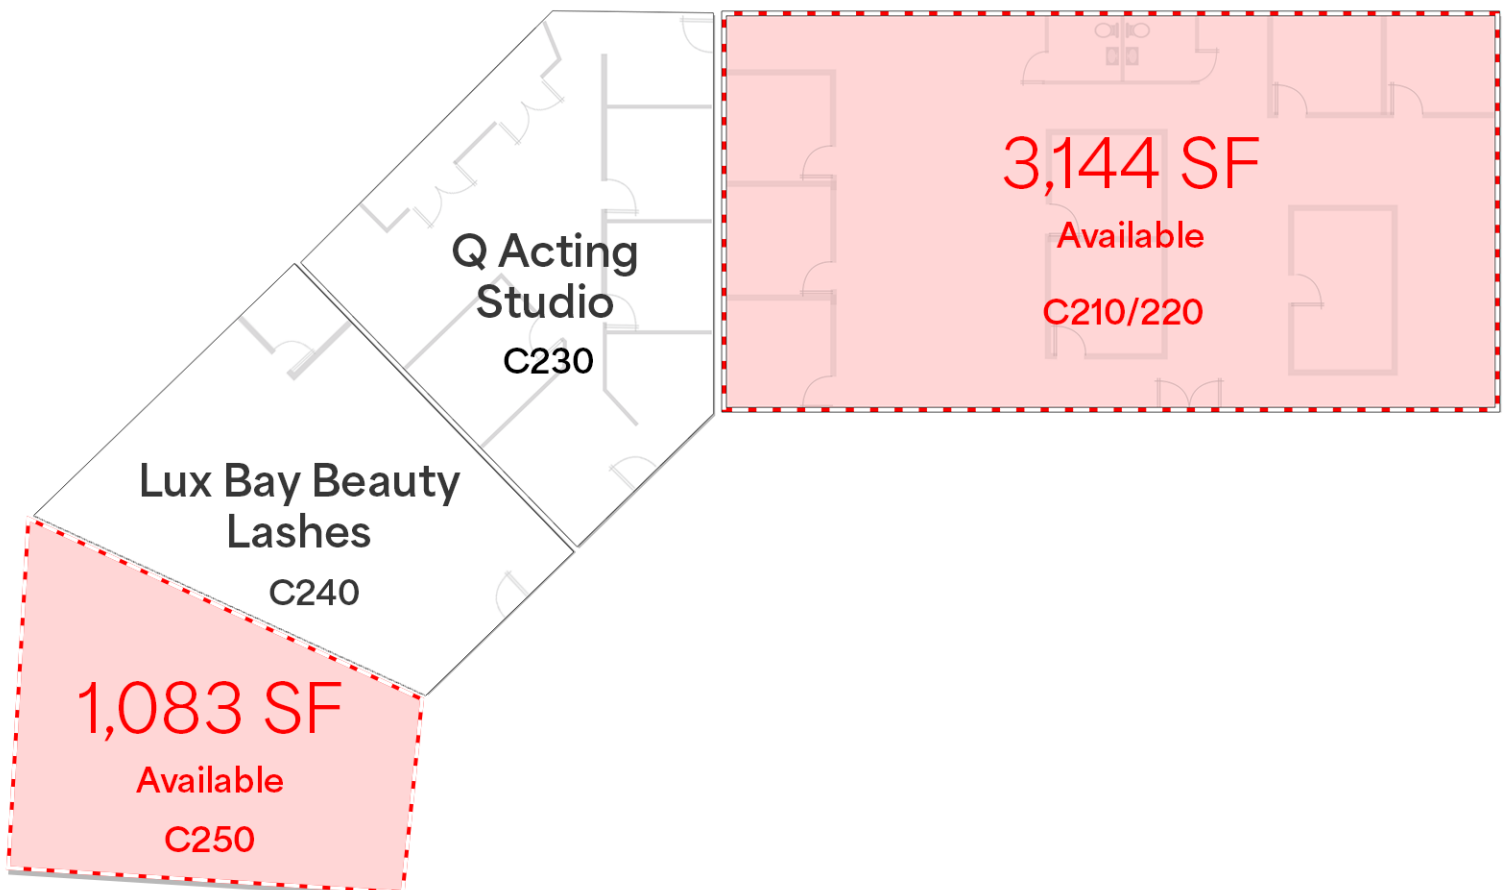 3,144 SF
Available
C210/220
Q Acting
Studio
C230
Lux Bay Beauty
Lashes
C240
1,083 SF
Available
C250